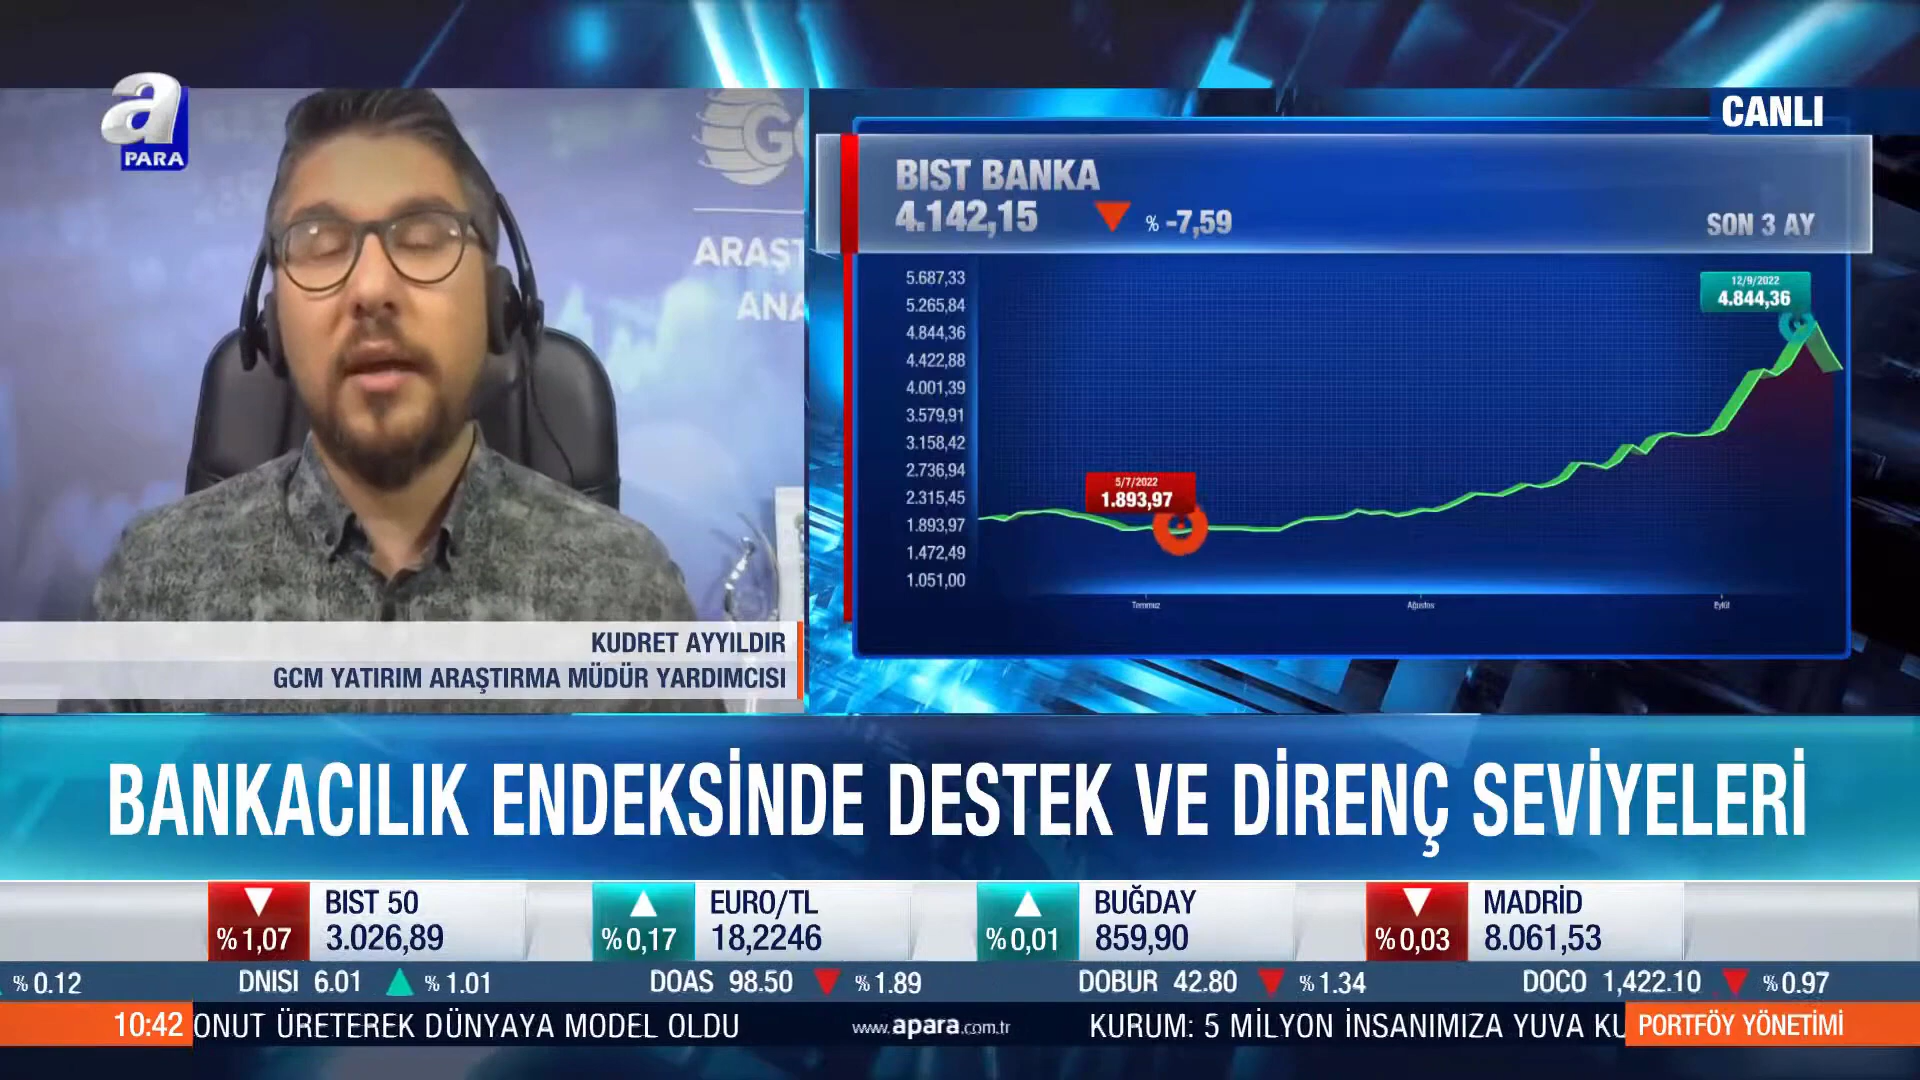 a
PARA
CANLI
BIST BANKA
4.142,15 % -7,59
SON 3 AY
5.687,33
5.265,84
4.844,36
4.422,88
4.001,39
3.579,91
3.158,42
2.736,94
2.315,45
1.893,97
1.472,49
1.051,00
12/9/2022
4.844,36
5/7/2022
1.893,97
Temmuz Ağustos Eylül
KUDRET AYYILDIR
GCM YATIRIM ARAŞTIRMA MÜDÜR YARDIMCISI
BANKACILIK ENDEKSİNDE DESTEK VE DİRENÇ SEVİYELERİ
%1,07 BIST 50 3.026,89
%0,17 EURO/TL 18,2246
%0,01 BUĞDAY 859,90
%0,03 MADRİD 8.061,53
%0.12 DNISI 6.01 %1.01 DOAS 98.50 %1.89 DOBUR 42.80 %1.34 DOCO 1,422.10 %0.97
10:42 ONUT ÜRETEREK DÜNYAYA MODEL OLDU www.apara.com.tr KURUM: 5 MİLYON İNSANIMIZA YUVA KU PORTFÖY YÖNETİMİ